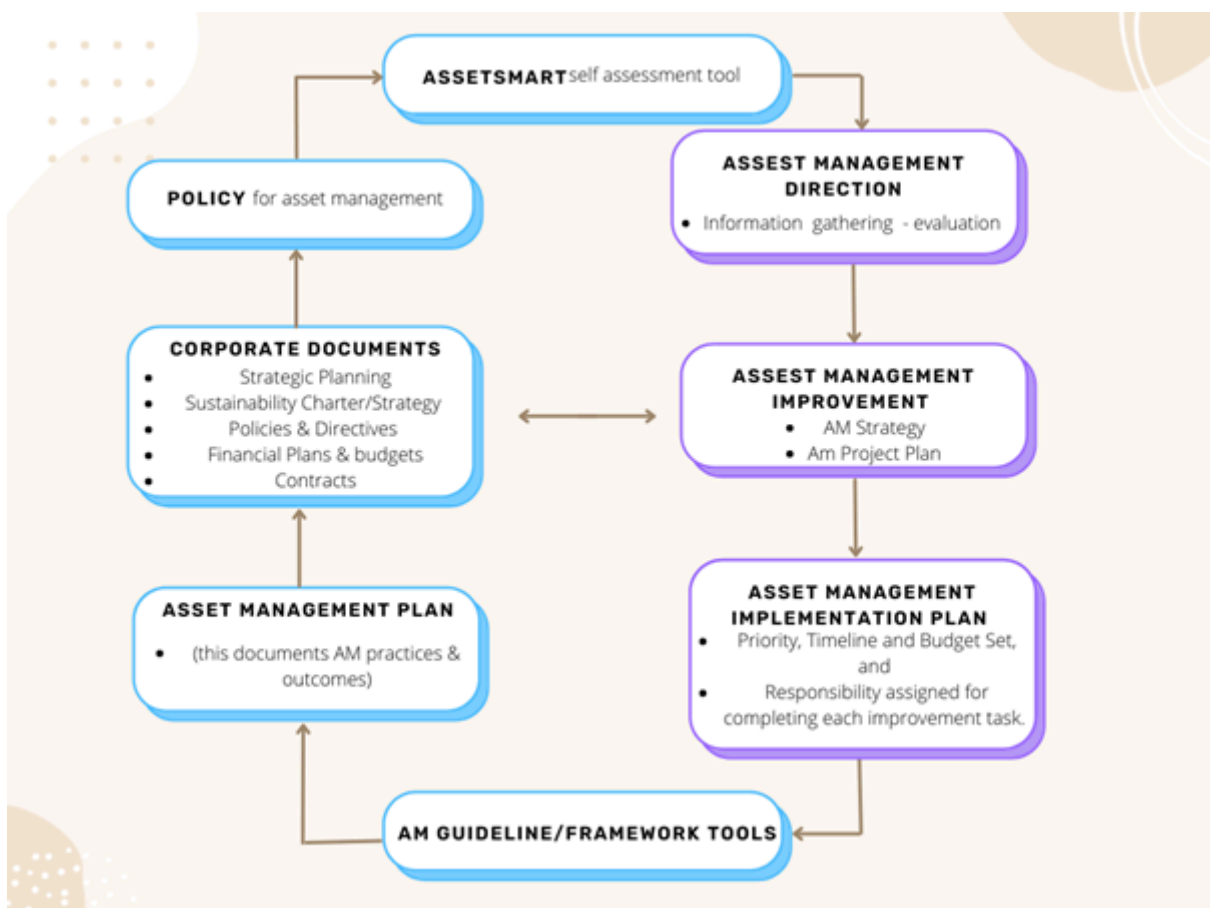 ASSETSMART self assessment tool
ASSEST MANAGEMENT
DIRECTION
• Information gathering - evaluation
POLICY for asset management
CORPORATE DOCUMENTS
• Strategic Planning
• Sustainability Charter/Strategy
• Policies & Directives
• Financial Plans & budgets
• Contracts
ASSEST MANAGEMENT
IMPROVEMENT
• AM Strategy
• Am Project Plan
ASSET MANAGEMENT PLAN
• (this documents AM practices &
outcomes)
ASSET MANAGEMENT
IMPLEMENTATION PLAN
• Priority, Timeline and Budget Set,
and
• Responsibility assigned for
completing each improvement task.
AM GUIDELINE/FRAMEWORK TOOLS